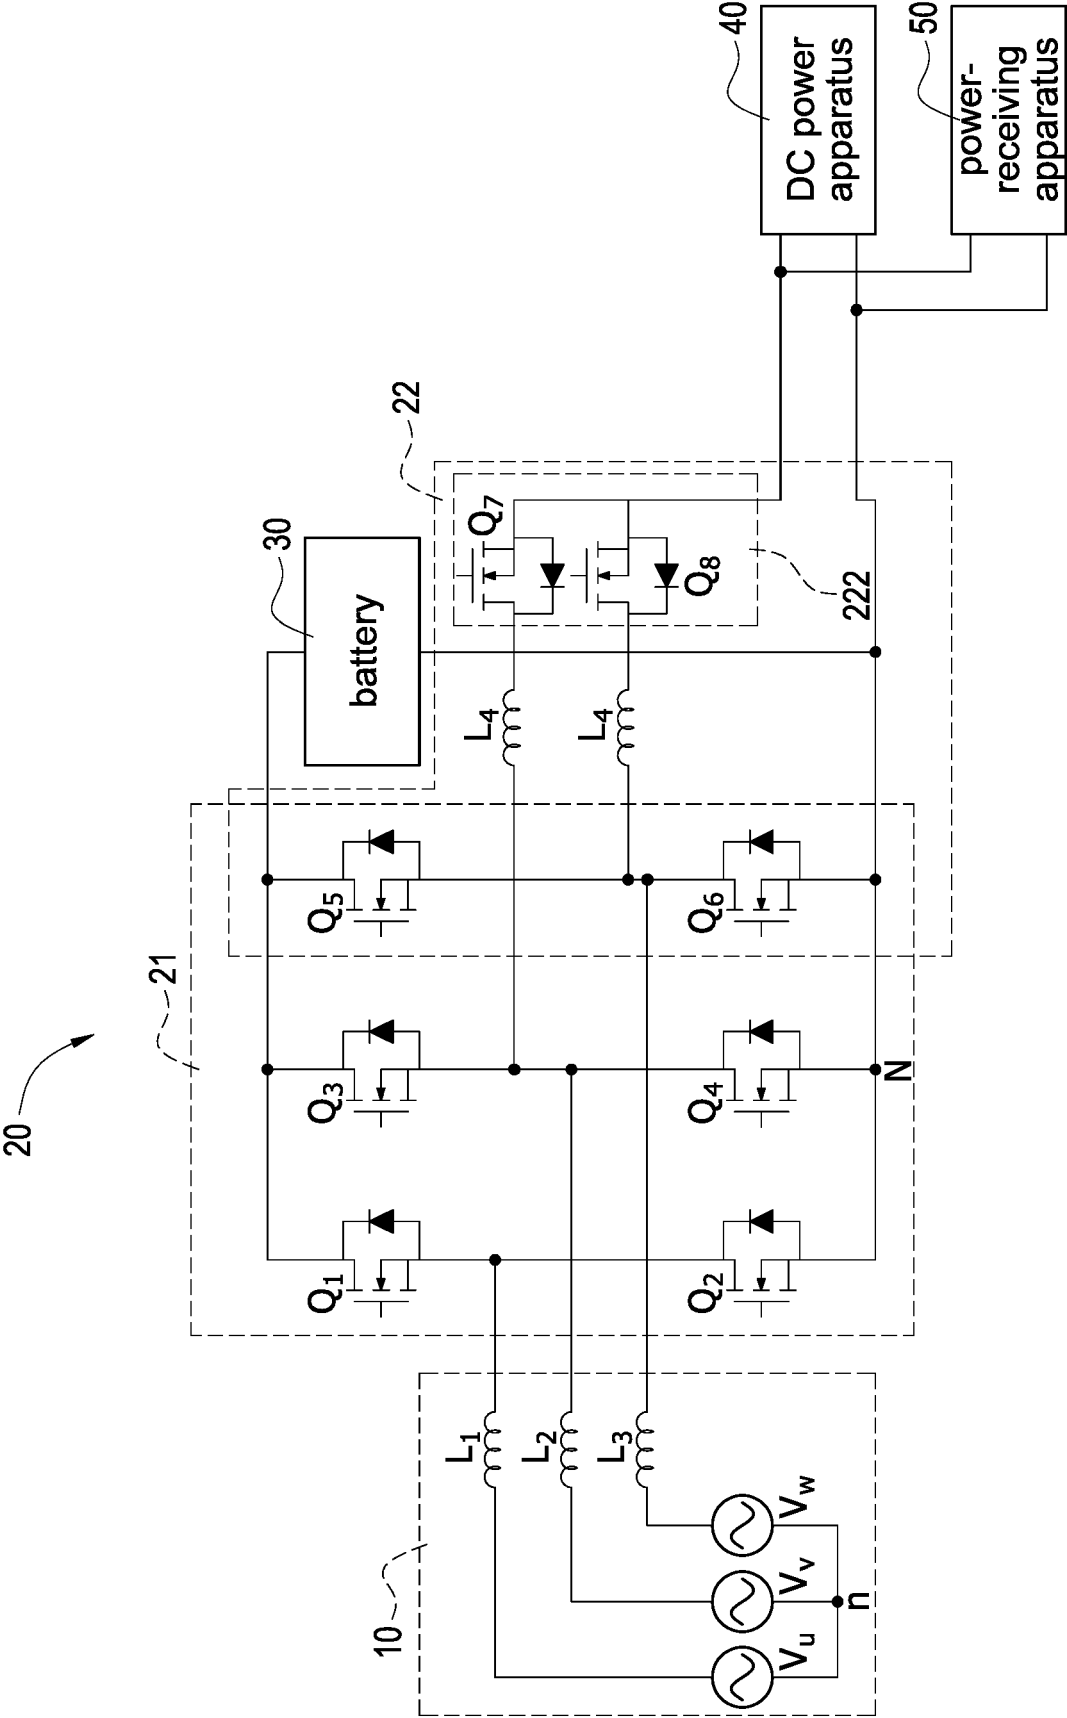 20
21
22
30
battery
40
DC power
apparatus
50
power-
receiving
apparatus
222
Q7
Q8
L4
L4
Q5
Q6
Q3
Q4
N
Q1
Q2
10
L1
L2
L3
Vw
Vv
Vu
n